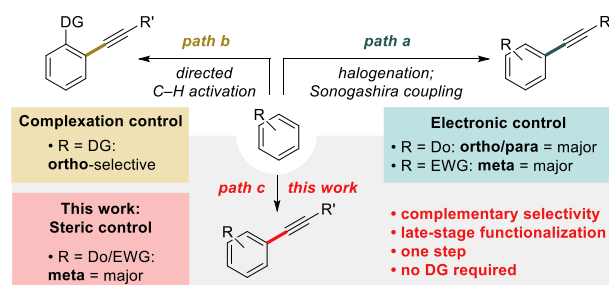 DG
R'
path b
directed
C–H activation
path a
halogenation;
Sonogashira coupling
R
R'
Complexation control
• R = DG:
ortho-selective
R
Electronic control
• R = Do: ortho/para = major
• R = EWG: meta = major
path c
this work
This work:
Steric control
• R = Do/EWG:
meta = major
R
R'
• complementary selectivity
• late-stage functionalization
• one step
• no DG required